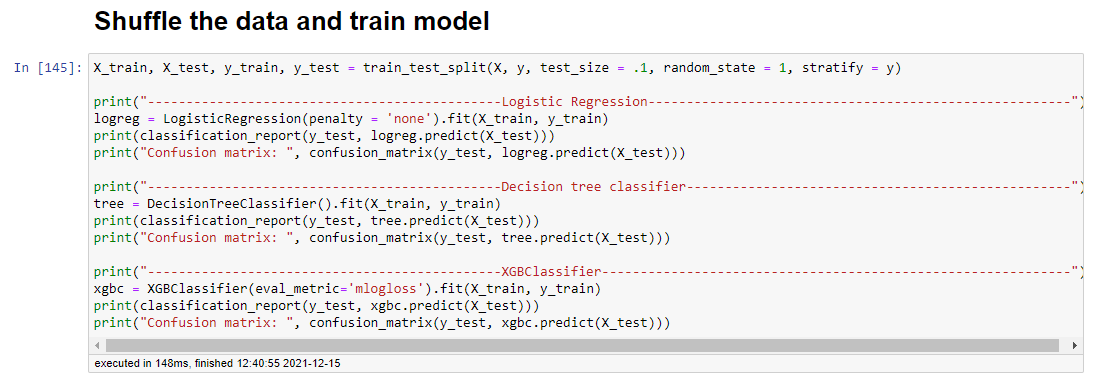 Shuffle the data and train model
In [145]: X_train, X_test, y_train, y_test = train_test_split(X, y, test_size = .1, random_state = 1, stratify = y)
print("----------------------------------------------Logistic Regression-------------------------------------------------------")
logreg = LogisticRegression(penalty = 'none').fit(X_train, y_train)
print(classification_report(y_test, logreg.predict(X_test)))
print("Confusion matrix: ", confusion_matrix(y_test, logreg.predict(X_test)))
print("----------------------------------------------Decision tree classifier--------------------------------------------------")
tree = DecisionTreeClassifier().fit(X_train, y_train)
print(classification_report(y_test, tree.predict(X_test)))
print("Confusion matrix: ", confusion_matrix(y_test, tree.predict(X_test)))
print("----------------------------------------------XGBClassifier-------------------------------------------------------------")
xgbc = XGBClassifier(eval_metric='mlogloss').fit(X_train, y_train)
print(classification_report(y_test, xgbc.predict(X_test)))
print("Confusion matrix: ", confusion_matrix(y_test, xgbc.predict(X_test)))
executed in 148ms, finished 12:40:55 2021-12-15